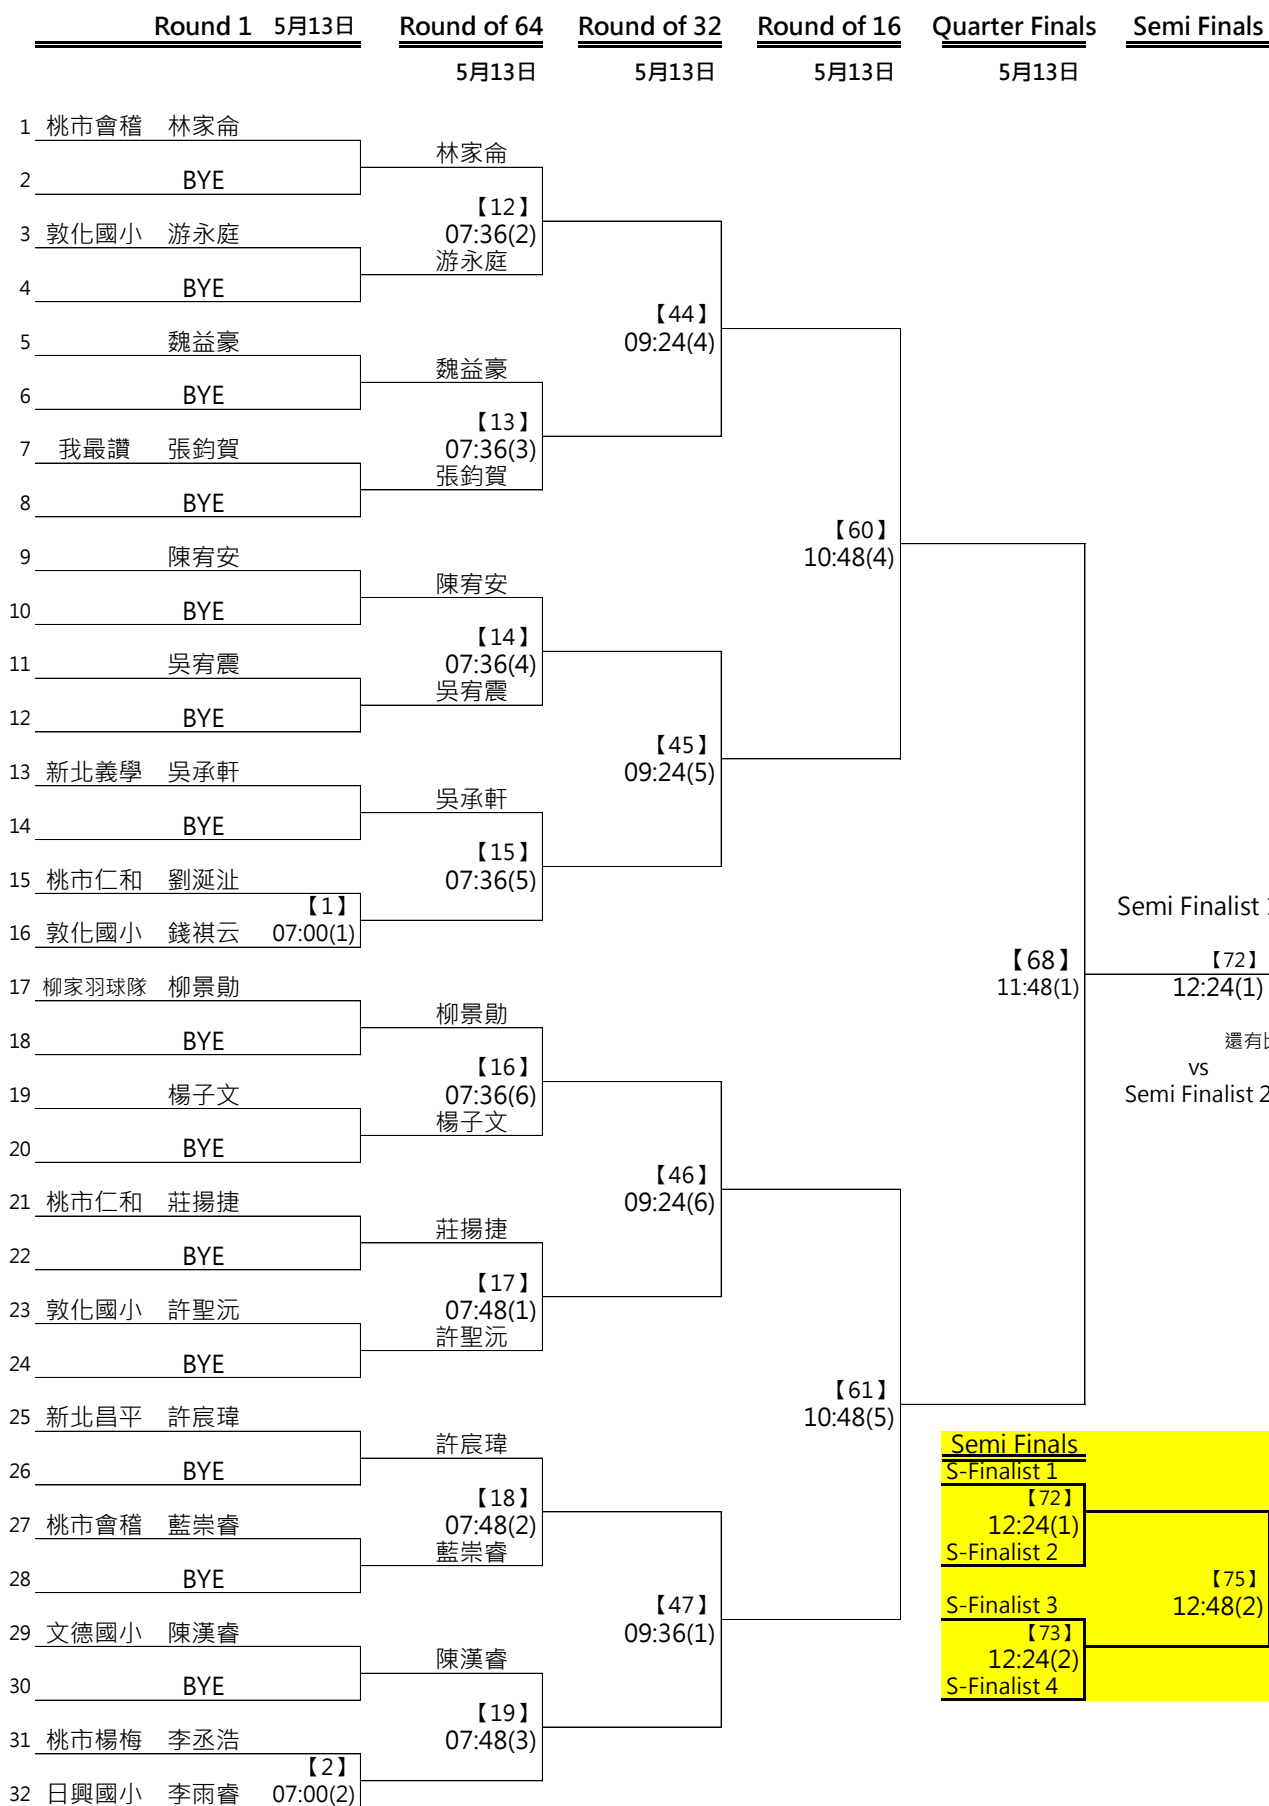 Round 1 5月13日 Round of 64 Round of 32 Round of 16 Quarter Finals Semi Finals
5月13日 5月13日 5月13日 5月13日
1 桃市會稽 林家侖
林家侖
2 BYE
【12】
3 敦化國小 游永庭 07:36(2)
游永庭
4 BYE
【44】
5 魏益豪 09:24(4)
魏益豪
6 BYE
【13】
7 我最讚 張鈞賀 07:36(3)
張鈞賀
8 BYE
【60】
9 陳宥安 10:48(4)
陳宥安
10 BYE
【14】
11 吳宥震 07:36(4)
吳宥震
12 BYE
【45】
13 新北義學 吳承軒 09:24(5)
吳承軒
14 BYE
【15】
15 桃市仁和 劉涎沚 07:36(5)
【1】 Semi Finalist
16 敦化國小 錢祺云 07:00(1)
【68】 【72】
17 柳家羽球隊 柳景勛 11:48(1) 12:24(1)
柳景勛
18 BYE 還有
【16】 vs
19 楊子文 07:36(6) Semi Finalist 2
楊子文
20 BYE
【46】
21 桃市仁和 莊揚捷 09:24(6)
莊揚捷
22 BYE
【17】
23 敦化國小 許聖沅 07:48(1)
許聖沅
24 BYE
【61】
25 新北昌平 許宸瑋 10:48(5)
許宸瑋 Semi Finals
26 BYE S-Finalist 1
【18】 【72】
27 桃市會稽 藍崇睿 07:48(2) 12:24(1)
藍崇睿 S-Finalist 2
28 BYE
【47】 S-Finalist 3 【75】
29 文德國小 陳漢睿 09:36(1) 12:48(2)
【73】
陳漢睿 12:24(2)
30 BYE S-Finalist 4
【19】
31 桃市楊梅 李丞浩 07:48(3)
【2】
32 日興國小 李雨睿 07:00(2)